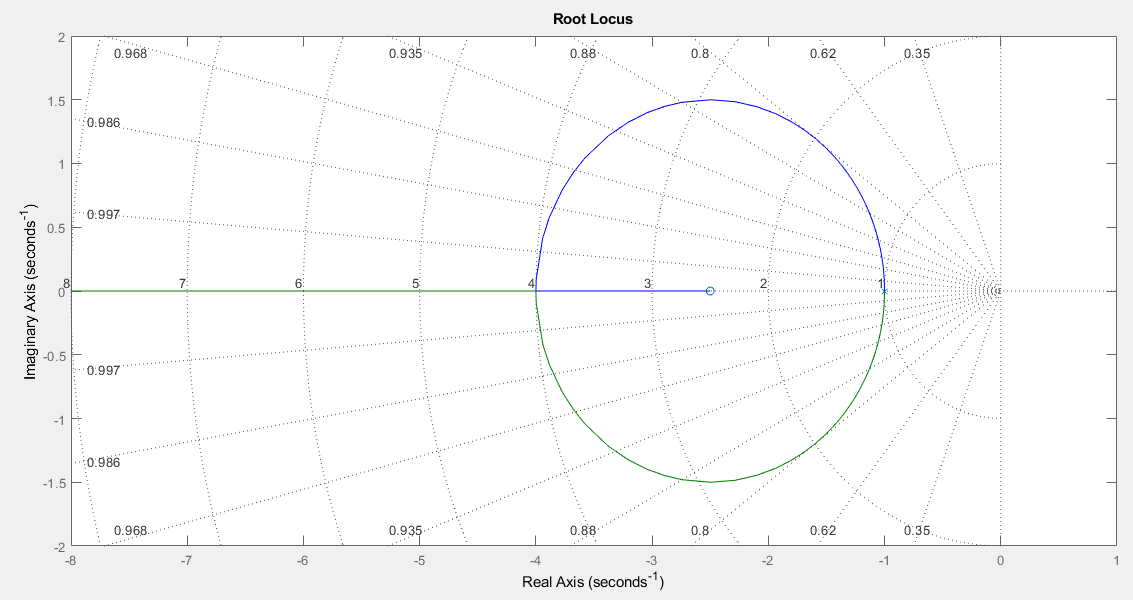 Root Locus
2
0.968 0.935 0.88 0.8 0.62 0.35
1.5
0.986
1
0.997
0.5
8 7 6 5 4 3 2 1
0
-0.5
0.997
-1
0.986
-1.5
0.968 0.935 0.88 0.8 0.62 0.35
-2
-8 -7 -6 -5 -4 -3 -2 -1 0 1
Real Axis (seconds-1)
Imaginary Axis (seconds-1)